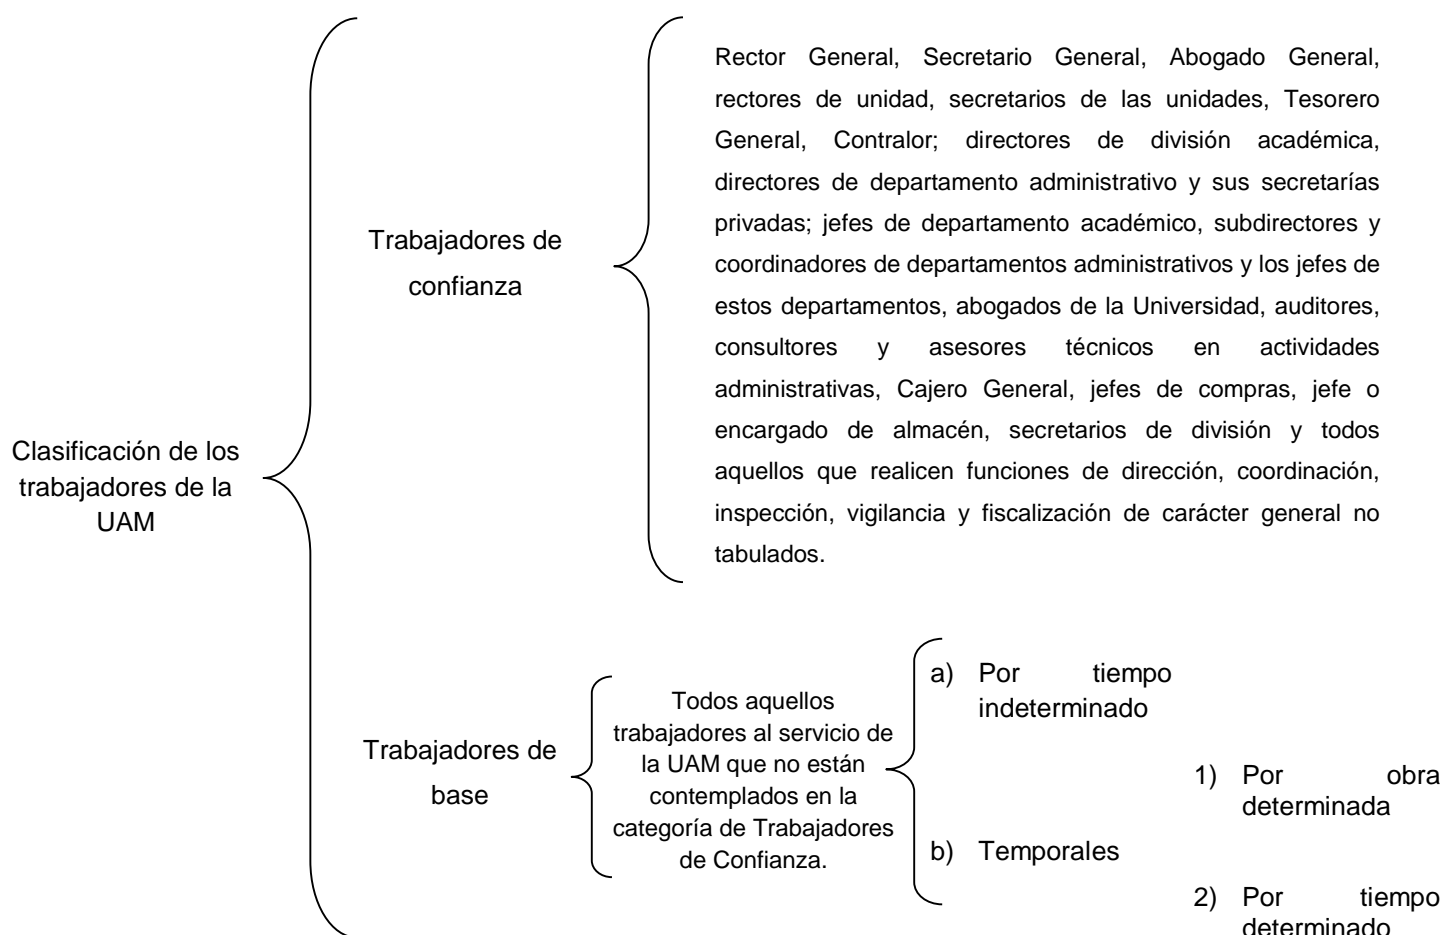 Clasificación de los
trabajadores de la
UAM
Trabajadores de
confianza
Rector General, Secretario General, Abogado General,
rectores de unidad, secretarios de las unidades, Tesorero
General, Contralor; directores de división académica,
directores de departamento administrativo y sus secretarías
privadas; jefes de departamento académico, subdirectores y
coordinadores de departamentos administrativos y los jefes de
estos departamentos, abogados de la Universidad, auditores,
consultores y asesores técnicos en actividades
administrativas, Cajero General, jefes de compras, jefe o
encargado de almacén, secretarios de división y todos
aquellos que realicen funciones de dirección, coordinación,
inspección, vigilancia y fiscalización de carácter general no
tabulados.
Trabajadores de
base
Todos aquellos
trabajadores al servicio de
la UAM que no están
contemplados en la
categoría de Trabajadores
de Confianza.
a) Por tiempo
indeterminado
b) Temporales
1) Por obra
determinada
2) Por tiempo
determinado